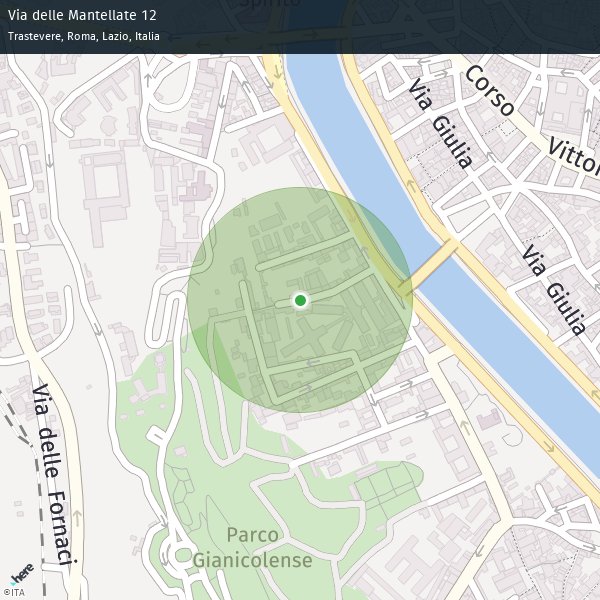 Via delle Mantellate 12
Trastevere, Roma, Lazio, Italia
Spirito
Corso
Vittor
Via Giulia
Via Giulia
Via delle Fornaci
Parco
Gianicolense
here
©ITA